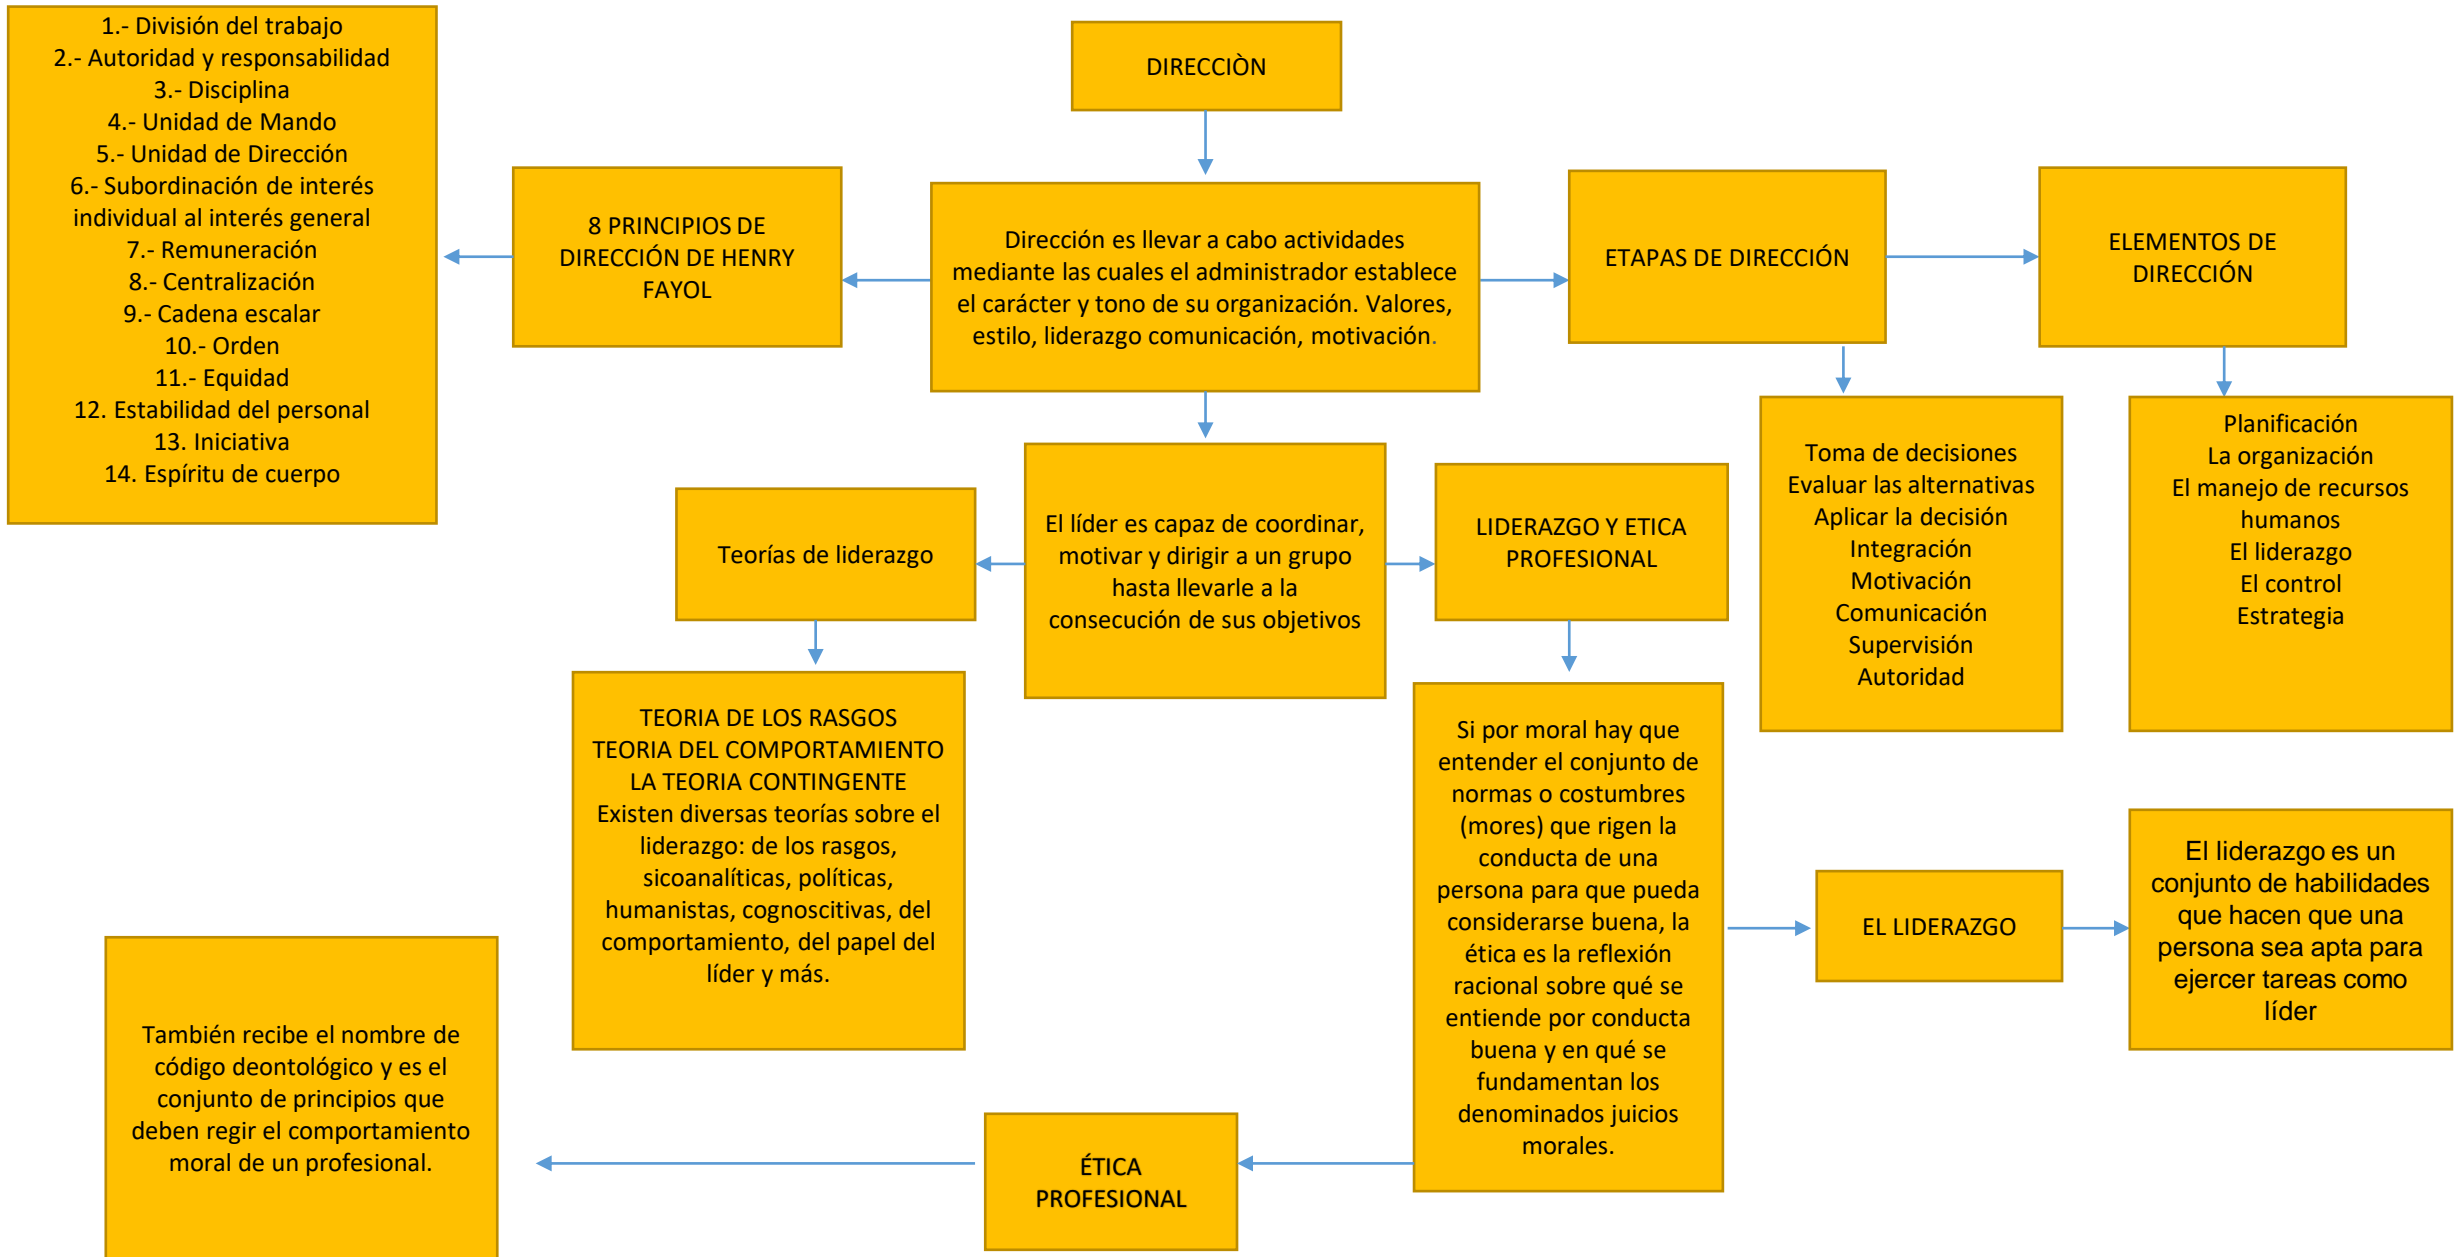 1.- División del trabajo
2.- Autoridad y responsabilidad
3.- Disciplina
4.- Unidad de Mando
5.- Unidad de Dirección
6.- Subordinación de interés
individual al interés general
7.- Remuneración
8.- Centralización
9.- Cadena escalar
10.- Orden
11.- Equidad
12. Estabilidad del personal
13. Iniciativa
14. Espíritu de cuerpo
DIRECCIÒN
8 PRINCIPIOS DE
DIRECCIÓN DE HENRY
FAYOL
Dirección es llevar a cabo actividades
mediante las cuales el administrador establece
el carácter y tono de su organización. Valores,
estilo, liderazgo comunicación, motivación.
ETAPAS DE DIRECCIÓN
ELEMENTOS DE
DIRECCIÓN
Toma de decisiones
Evaluar las alternativas
Aplicar la decisión
Integración
Motivación
Comunicación
Supervisión
Autoridad
Planificación
La organización
El manejo de recursos
humanos
El liderazgo
El control
Estrategia
Teorías de liderazgo
El líder es capaz de coordinar,
motivar y dirigir a un grupo
hasta llevarle a la
consecución de sus objetivos
LIDERAZGO Y ETICA
PROFESIONAL
TEORIA DE LOS RASGOS
TEORIA DEL COMPORTAMIENTO
LA TEORIA CONTINGENTE
Existen diversas teorías sobre el
liderazgo: de los rasgos,
sicoanalíticas, políticas,
humanistas, cognoscitivas, del
comportamiento, del papel del
líder y más.
Si por moral hay que
entender el conjunto de
normas o costumbres
(mores) que rigen la
conducta de una
persona para que pueda
considerarse buena, la
ética es la reflexión
racional sobre qué se
entiende por conducta
buena y en qué se
fundamentan los
denominados juicios
morales.
EL LIDERAZGO
El liderazgo es un
conjunto de habilidades
que hacen que una
persona sea apta para
ejercer tareas como
líder
También recibe el nombre de
código deontológico y es el
conjunto de principios que
deben regir el comportamiento
moral de un profesional.
ÉTICA
PROFESIONAL